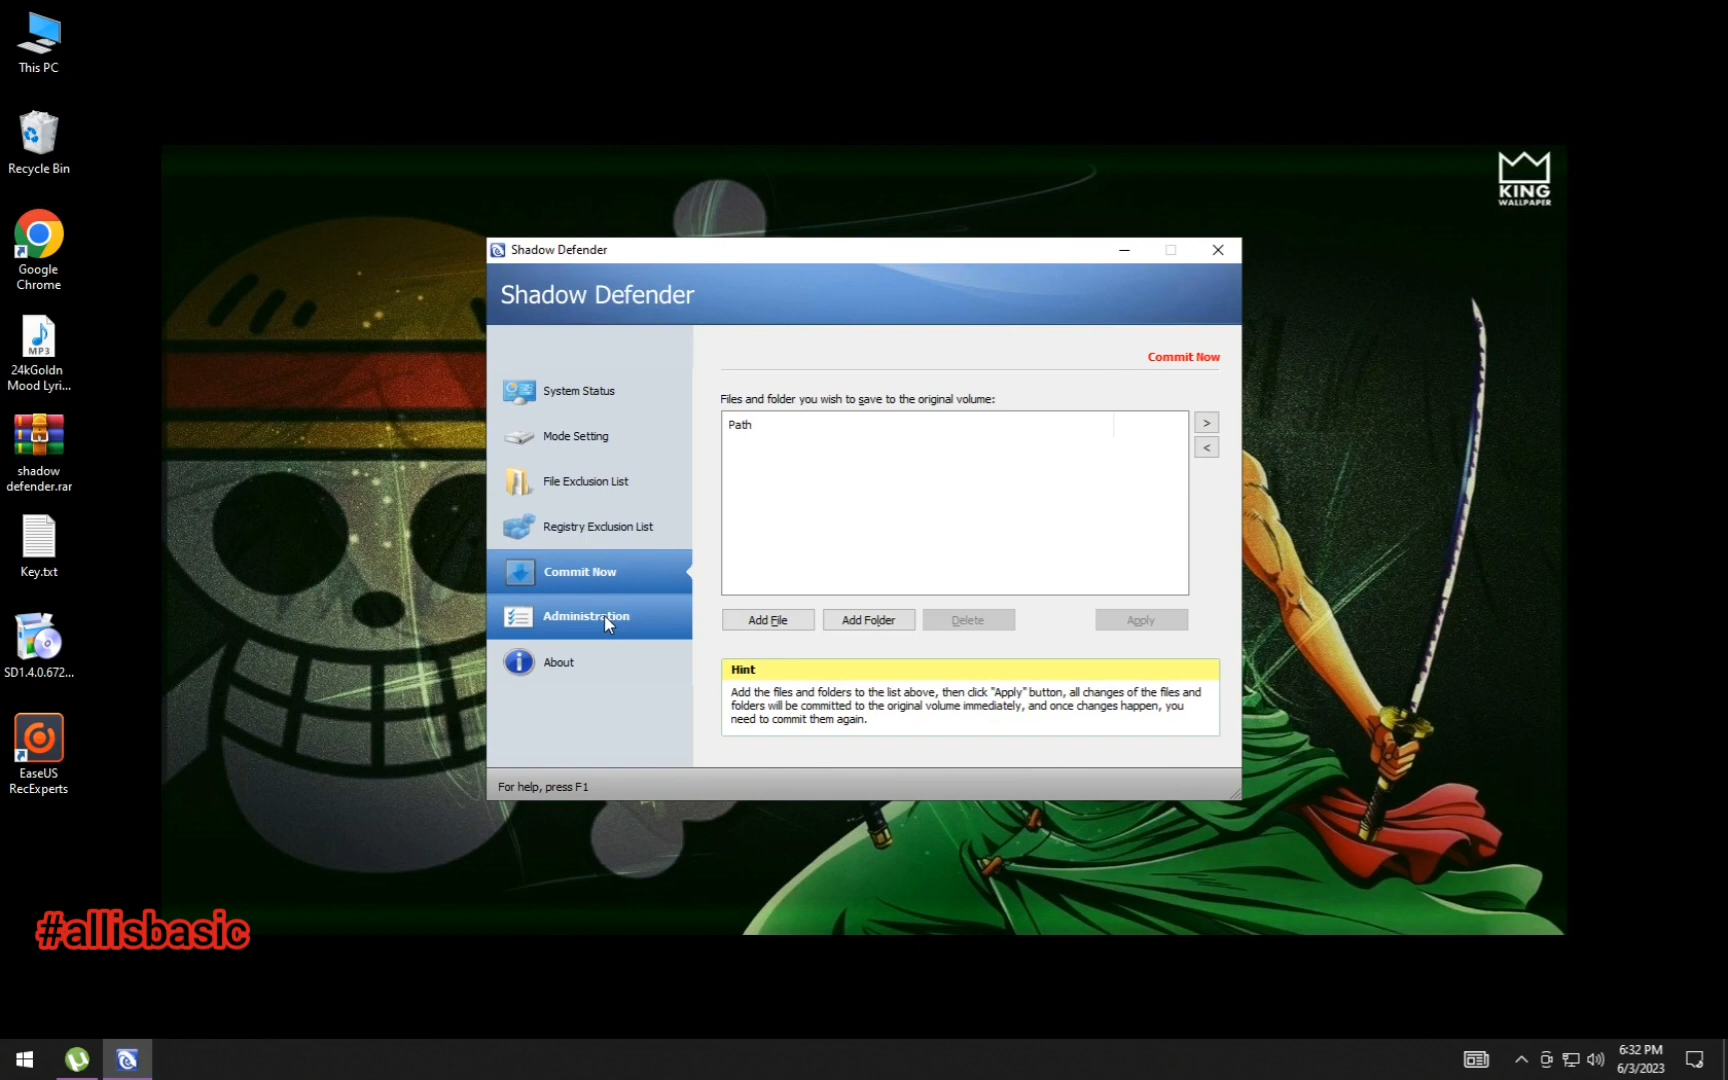 This PC
Recycle Bin
Google
Chrome
MP3
24kGoldn
Mood Lyri...
shadow
defender.rar
Key.txt
SD1.4.0.672...
EaseUS
RecExperts
#allisbasic
KING
WALLPAPER
Shadow Defender
Shadow Defender
System Status
Mode Setting
File Exclusion List
Registry Exclusion List
Commit Now
Administration
About
Commit Now
Files and folder you wish to save to the original volume:
Path
>
<
Add File
Add Folder
Delete
Apply
Hint
Add the files and folders to the list above, then click "Apply" button, all changes of the files and
folders will be committed to the original volume immediately, and once changes happen, you
need to commit them again.
For help, press F1
6:32 PM
6/3/2023